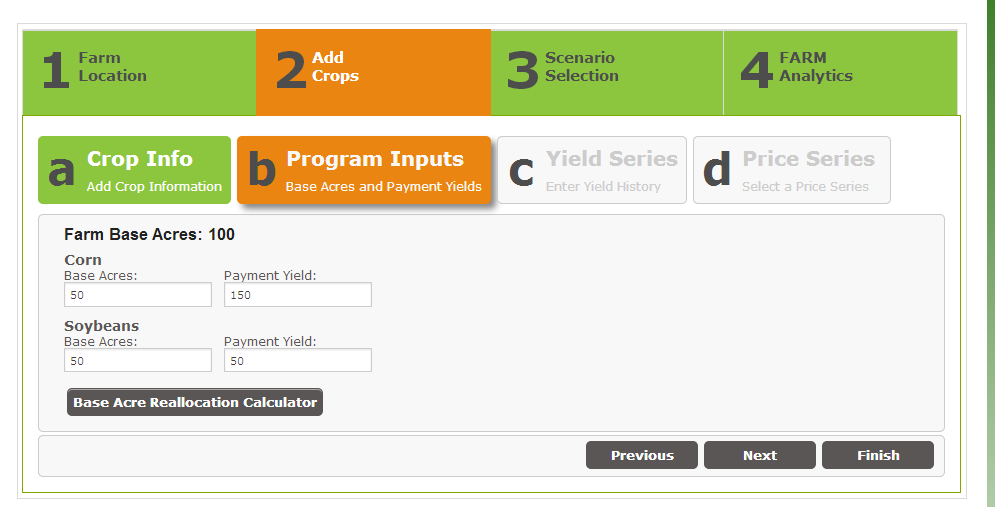 1 Farm Location
2 Add Crops
3 Scenario Selection
4 FARM Analytics
a Crop Info
Add Crop Information
b Program Inputs
Base Acres and Payment Yields
c Yield Series
Enter Yield History
d Price Series
Select a Price Series
Farm Base Acres: 100
Corn
Base Acres: Payment Yield:
50 150
Soybeans
Base Acres: Payment Yield:
50 50
Base Acre Reallocation Calculator
Previous Next Finish